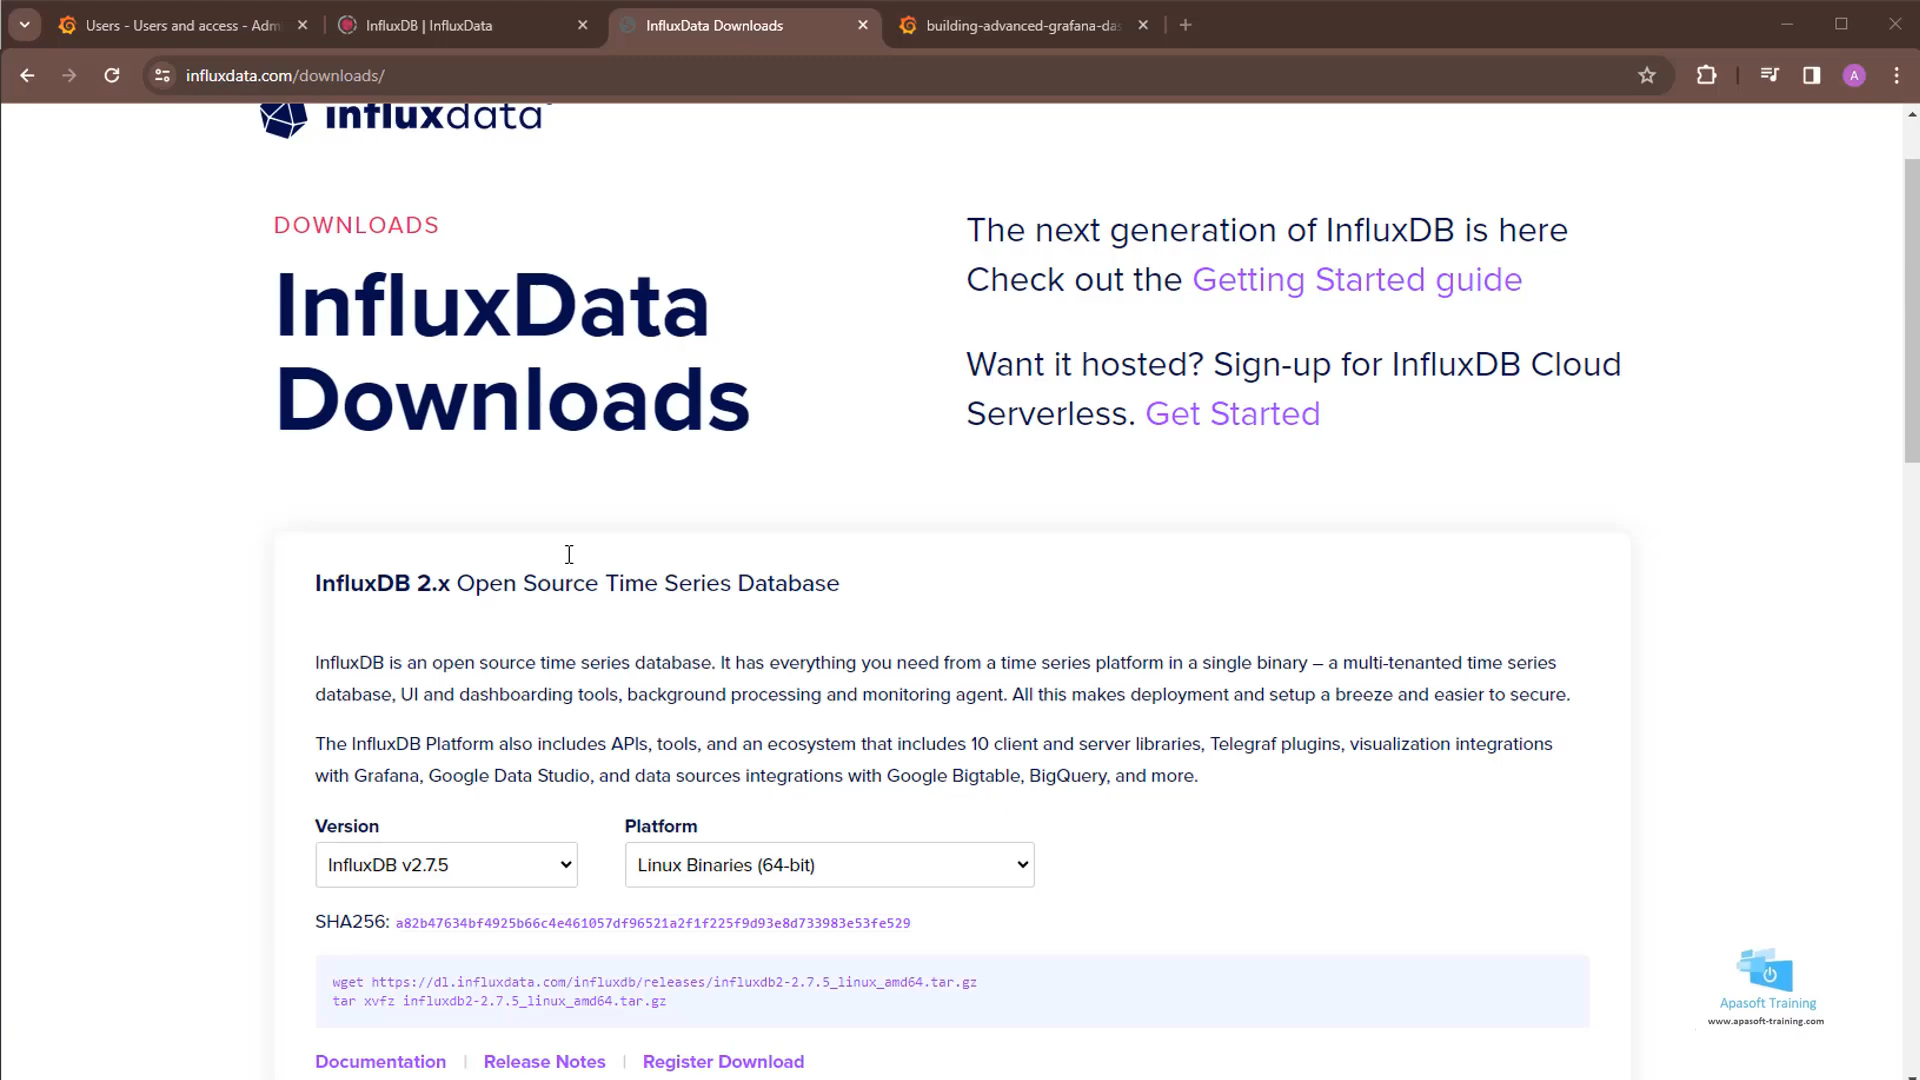 Users - Users and access - Adm
InfluxDB | InfluxData
InfluxData Downloads
building-advanced-grafana-das
influxdata.com/downloads/
A
influxdata
DOWNLOADS
InfluxData
Downloads
The next generation of InfluxDB is here
Check out the Getting Started guide
Want it hosted? Sign-up for InfluxDB Cloud
Serverless. Get Started
InfluxDB 2.x Open Source Time Series Database
InfluxDB is an open source time series database. It has everything you need from a time series platform in a single binary – a multi-tenanted time series
database, UI and dashboarding tools, background processing and monitoring agent. All this makes deployment and setup a breeze and easier to secure.
The InfluxDB Platform also includes APIs, tools, and an ecosystem that includes 10 client and server libraries, Telegraf plugins, visualization integrations
with Grafana, Google Data Studio, and data sources integrations with Google Bigtable, BigQuery, and more.
Version
Platform
InfluxDB v2.7.5
Linux Binaries (64-bit)
SHA256: a82b47634bf4925b66c4e461057df96521a2f1f225f9d93e8d733983e53fe529
wget https://dl.influxdata.com/influxdb/releases/influxdb2-2.7.5_linux_amd64.tar.gz
tar xvfz influxdb2-2.7.5_linux_amd64.tar.gz
Documentation | Release Notes | Register Download
Apasoft Training
www.apasoft-training.com